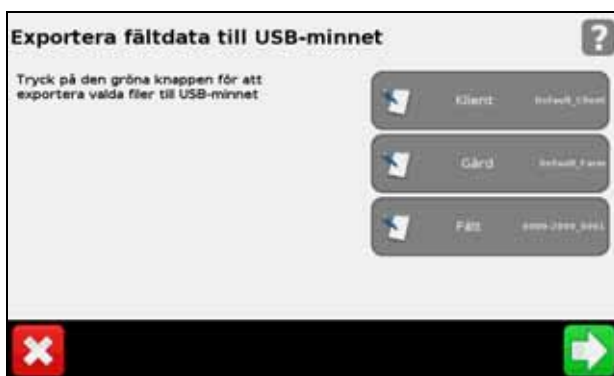 Exportera fältdata till USB-minnet
?
Tryck på den gröna knappen för att
exportera valda filer till USB-minnet
Klient Default_Client
Gård Default_Farm
Fält